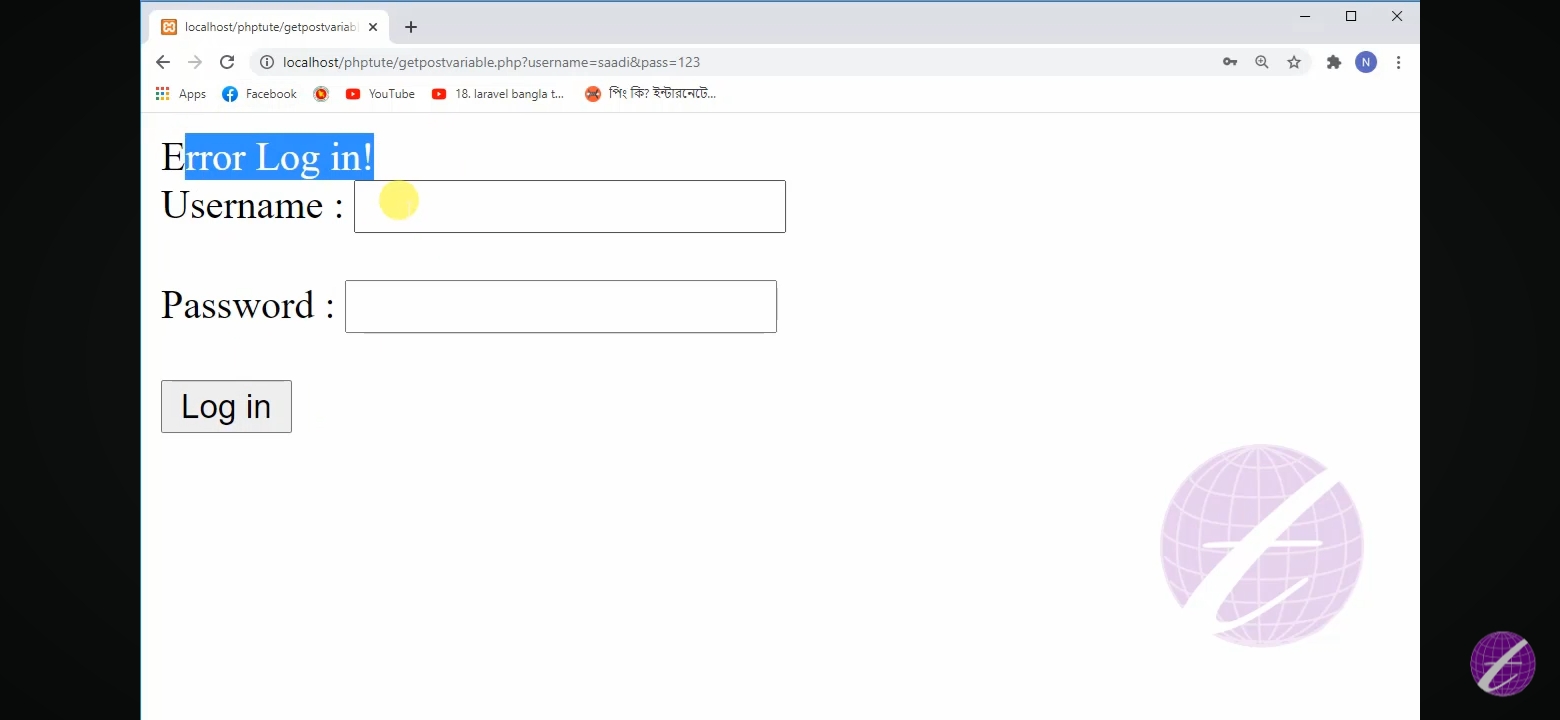 localhost/phptute/getpostvariab
localhost/phptute/getpostvariable.php?username=saadi&pass=123
N
Apps
Facebook
YouTube
18. laravel bangla t...
পিং কি? ইন্টারনেটে...
Error Log in!
Username :
Password :
Log in